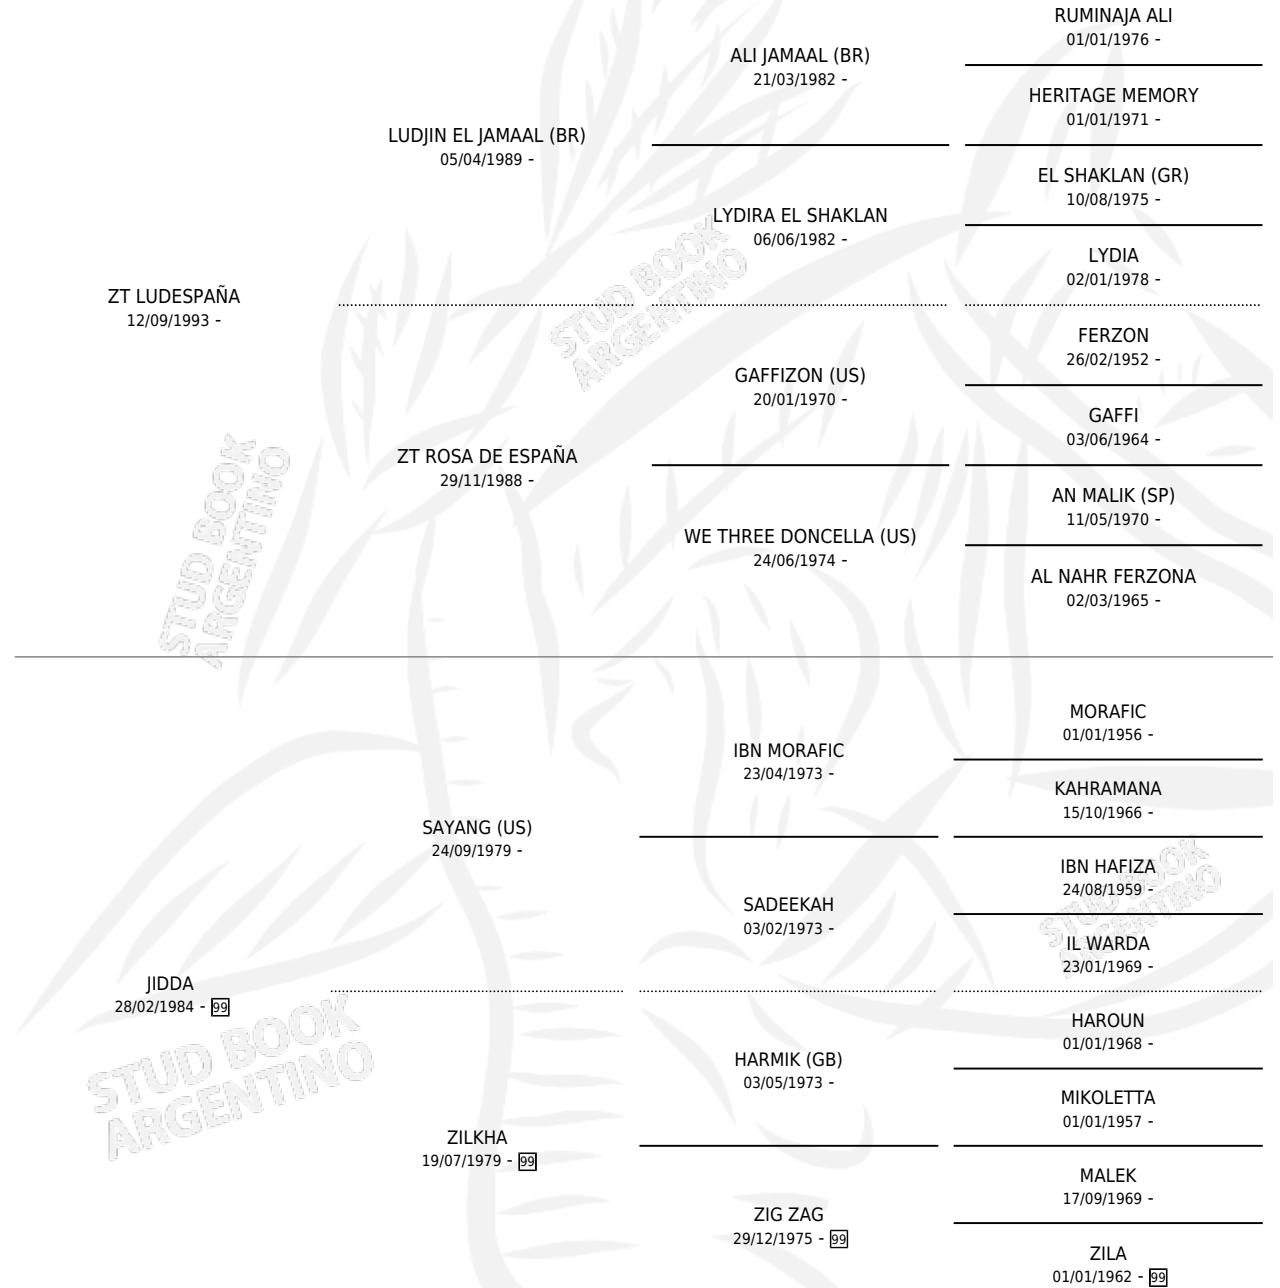 RUMINAJA ALI
01/01/1976 -
ALI JAMAAL (BR)
21/03/1982 -
HERITAGE MEMORY
01/01/1971 -
LUDJIN EL JAMAAL (BR)
05/04/1989 -
EL SHAKLAN (GR)
10/08/1975 -
LYDIRA EL SHAKLAN
06/06/1982 -
LYDIA
02/01/1978 -
ZT LUDESPAÑA
12/09/1993 -
STUD BOOK
ARGENTINO
FERZON
26/02/1952 -
GAFFIZON (US)
20/01/1970 -
GAFFI
03/06/1964 -
ZT ROSA DE ESPAÑA
29/11/1988 -
AN MALIK (SP)
11/05/1970 -
WE THREE DONCELLA (US)
24/06/1974 -
AL NAHR FERZONA
02/03/1965 -
STUD BOOK
ARGENTINO
MORAFIC
01/01/1956 -
IBN MORAFIC
23/04/1973 -
KAHRAMANA
15/10/1966 -
SAYANG (US)
24/09/1979 -
IBN HAFIZA
24/08/1959 -
SADEEKAH
03/02/1973 -
IL WARDA
23/01/1969 -
STUD BOOK
ARGENTINO
JIDDA
28/02/1984 - 99
STUD BOOK
ARGENTINO
HAROUN
01/01/1968 -
HARMIK (GB)
03/05/1973 -
MIKOLETTA
01/01/1957 -
ZILKHA
19/07/1979 - 99
MALEK
17/09/1969 -
ZIG ZAG
29/12/1975 - 99
ZILA
01/01/1962 - 99